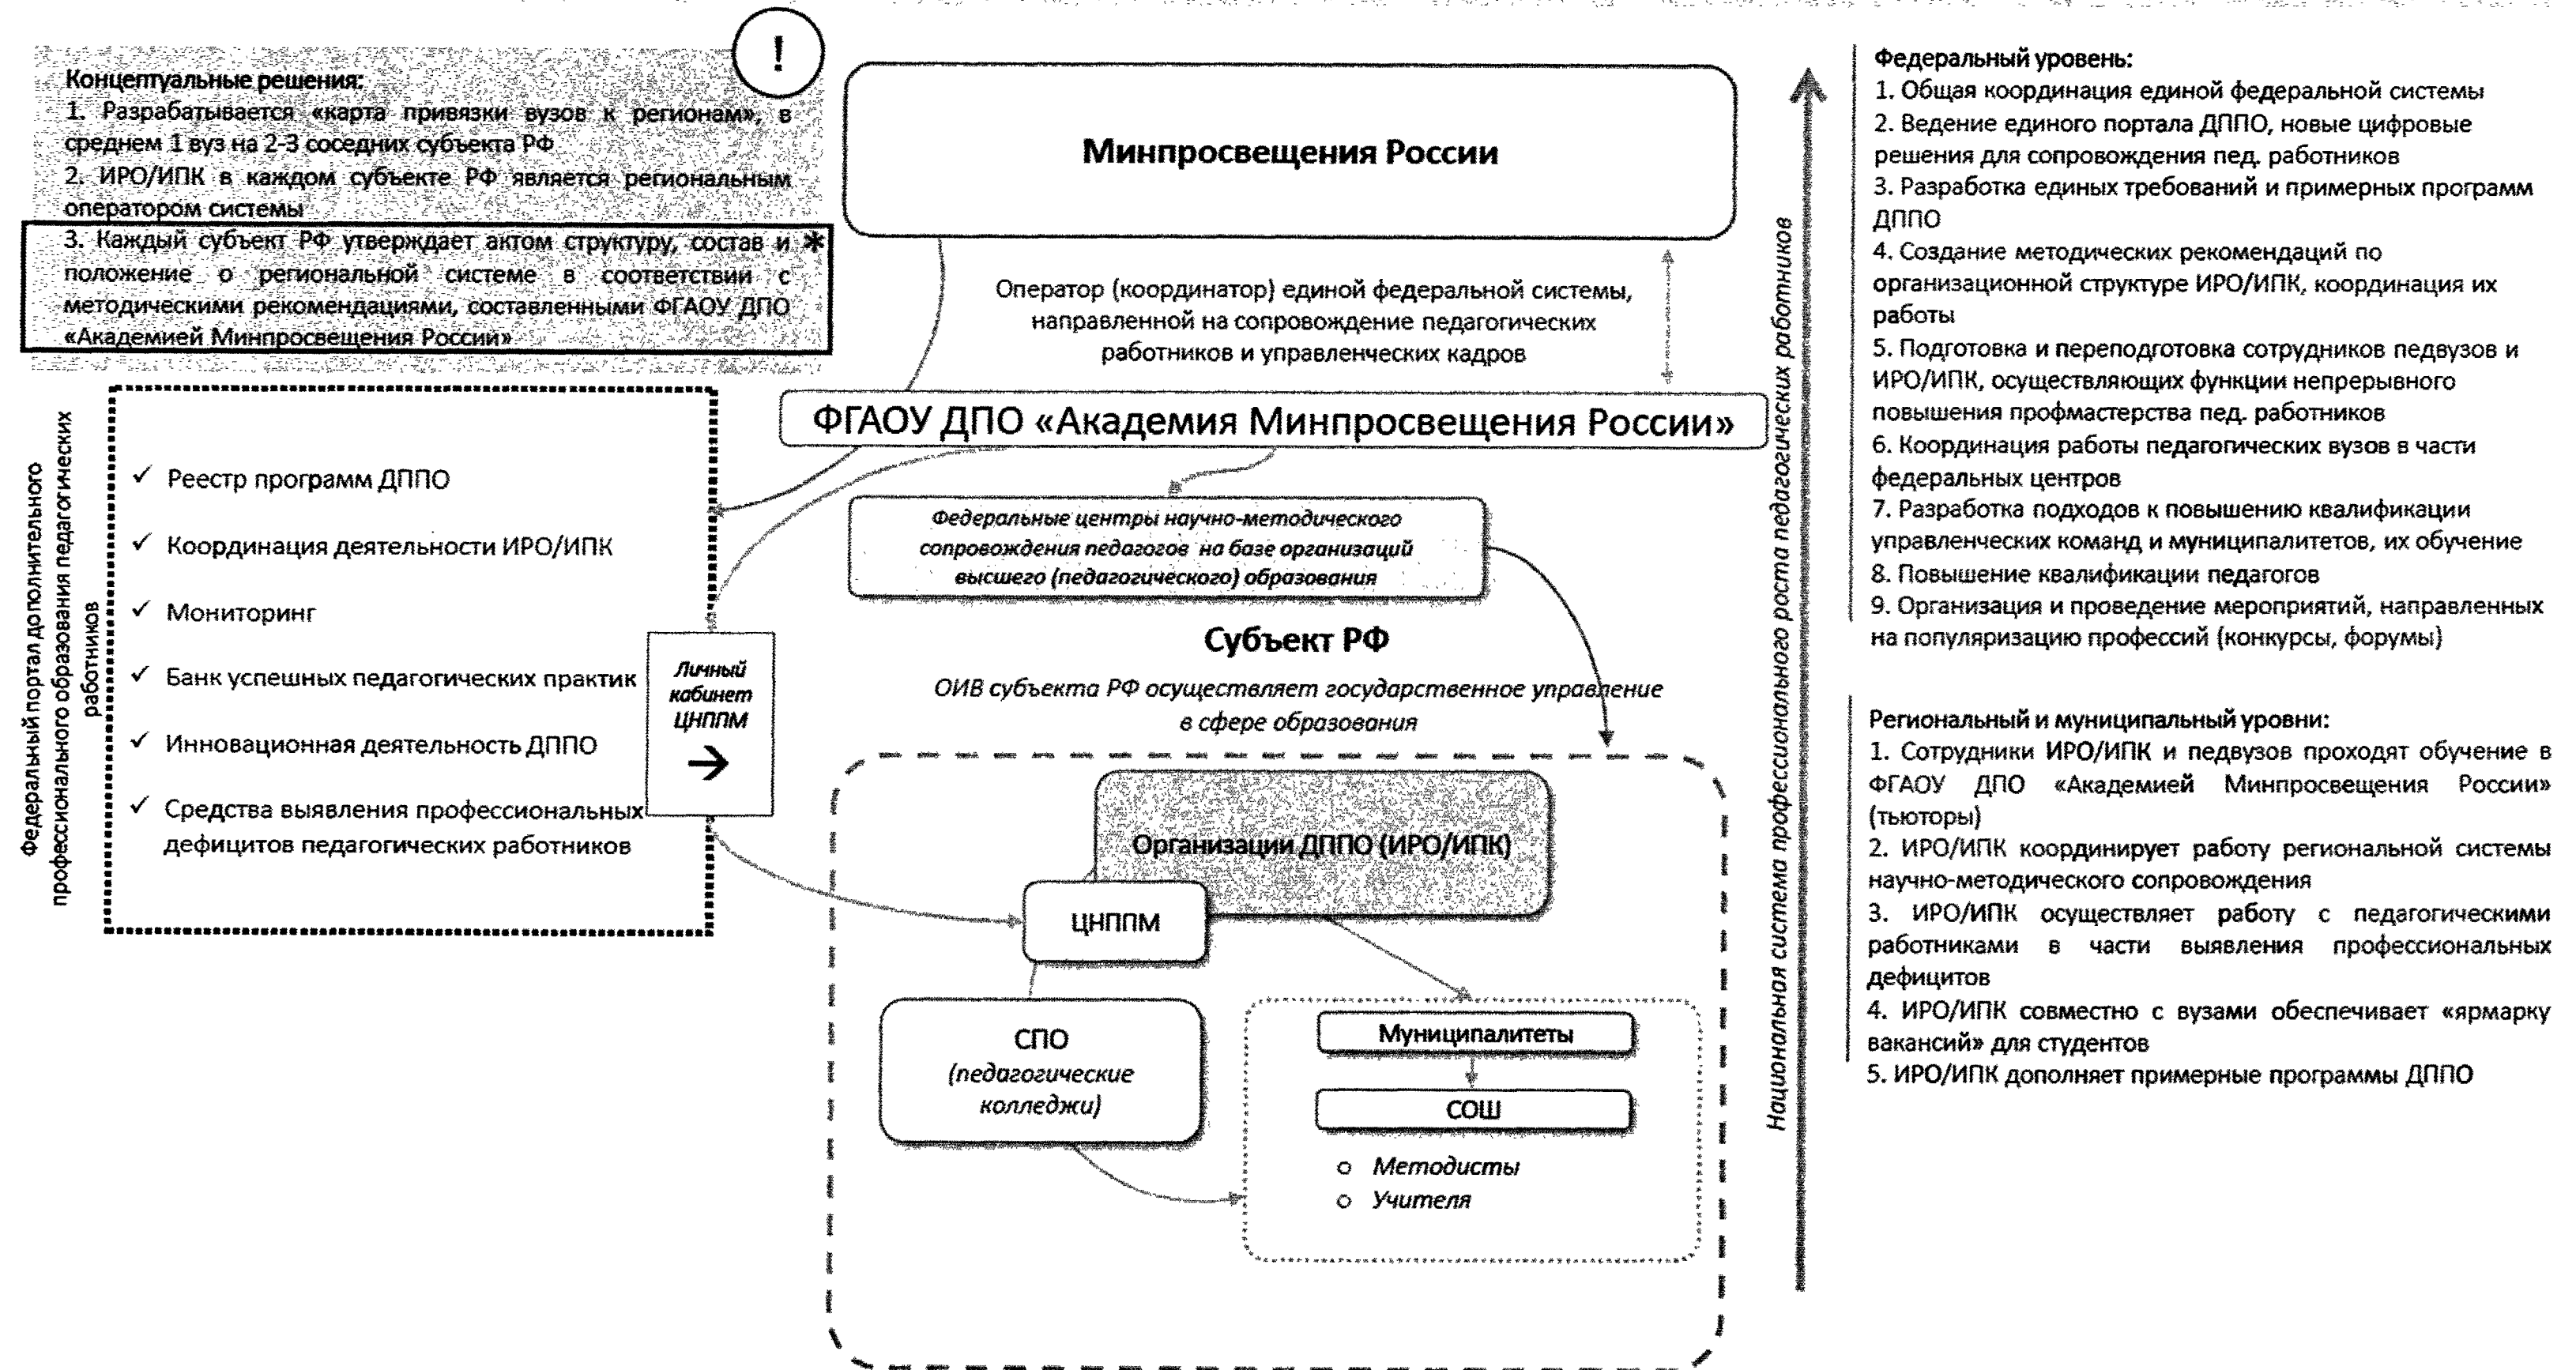 !
Концептуальные решения:
1. Разрабатывается «карта привязки вузов к регионам», в
среднем 1 вуз на 2-3 соседних субъекта РФ
2. ИРО/ИПК в каждом субъекте РФ является региональным
оператором системы
3. Каждый субъект РФ утверждает актом структуру, состав и *
положение о региональной системе в соответствии с
методическими рекомендациями, составленными ФГАОУ ДПО
«Академией Минпросвещения России»
Федеральный портал дополнительного
профессионального образования педагогических
работников
✓ Реестр программ ДППО
✓ Координация деятельности ИРО/ИПК
✓ Мониторинг
✓ Банк успешных педагогических практик
✓ Инновационная деятельность ДППО
✓ Средства выявления профессиональных
дефицитов педагогических работников
Личный
кабинет
ЦНППМ
→
Минпросвещения России
Оператор (координатор) единой федеральной системы,
направленной на сопровождение педагогических
работников и управленческих кадров
ФГАОУ ДПО «Академия Минпросвещения России»
Федеральные центры научно-методического
сопровождения педагогов на базе организаций
высшего (педагогического) образования
Субъект РФ
ОИВ субъекта РФ осуществляет государственное управление
в сфере образования
Организации ДППО (ИРО/ИПК)
ЦНППМ
СПО
(педагогические
колледжи)
Муниципалитеты
СОШ
○ Методисты
○ Учителя
Национальная система профессионального роста педагогических работников
Федеральный уровень:
1. Общая координация единой федеральной системы
2. Ведение единого портала ДППО, новые цифровые
решения для сопровождения пед. работников
3. Разработка единых требований и примерных программ
ДППО
4. Создание методических рекомендаций по
организационной структуре ИРО/ИПК, координация их
работы
5. Подготовка и переподготовка сотрудников педвузов и
ИРО/ИПК, осуществляющих функции непрерывного
повышения профмастерства пед. работников
6. Координация работы педагогических вузов в части
федеральных центров
7. Разработка подходов к повышению квалификации
управленческих команд и муниципалитетов, их обучение
8. Повышение квалификации педагогов
9. Организация и проведение мероприятий, направленных
на популяризацию профессий (конкурсы, форумы)
Региональный и муниципальный уровни:
1. Сотрудники ИРО/ИПК и педвузов проходят обучение в
ФГАОУ ДПО «Академией Минпросвещения России»
(тьюторы)
2. ИРО/ИПК координирует работу региональной системы
научно-методического сопровождения
3. ИРО/ИПК осуществляет работу с педагогическими
работниками в части выявления профессиональных
дефицитов
4. ИРО/ИПК совместно с вузами обеспечивает «ярмарку
вакансий» для студентов
5. ИРО/ИПК дополняет примерные программы ДППО